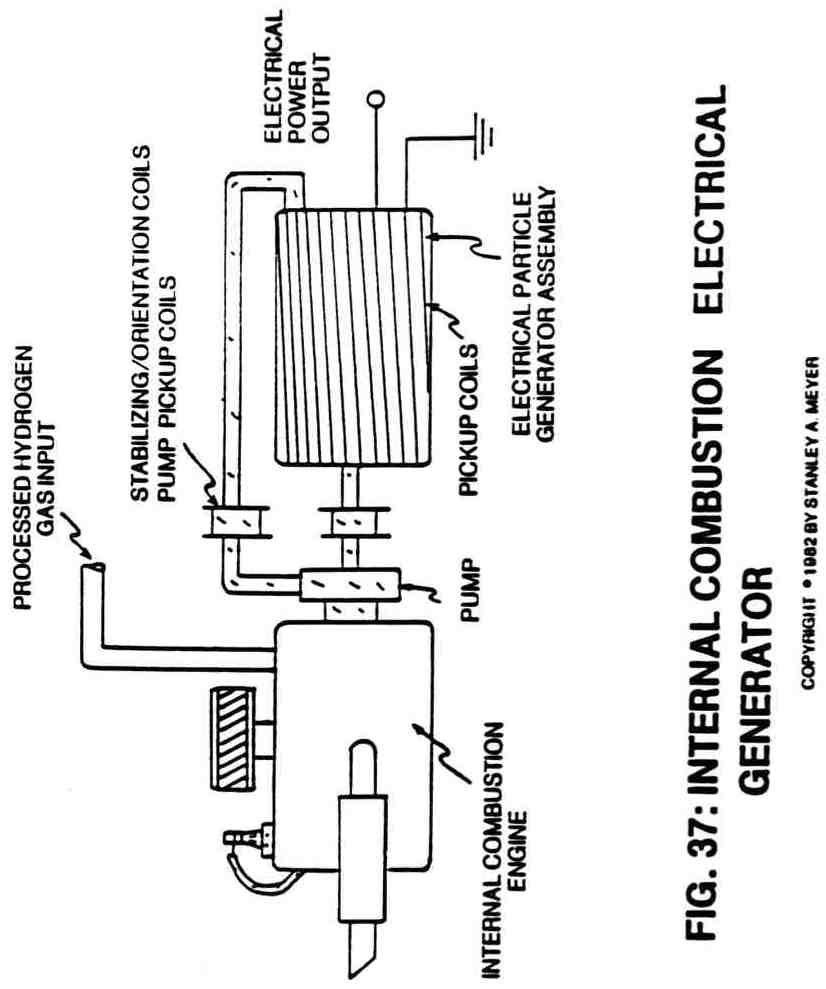 PROCESSED HYDROGEN
GAS INPUT
STABILIZING/ORIENTATION COILS
PUMP PICKUP COILS
ELECTRICAL
POWER
OUTPUT
INTERNAL COMBUSTION
ENGINE
PUMP
PICKUP COILS
ELECTRICAL PARTICLE
GENERATOR ASSEMBLY
FIG. 37: INTERNAL COMBUSTION ELECTRICAL
GENERATOR
COPYRIGHT © 1982 BY STANLEY A. MEYER